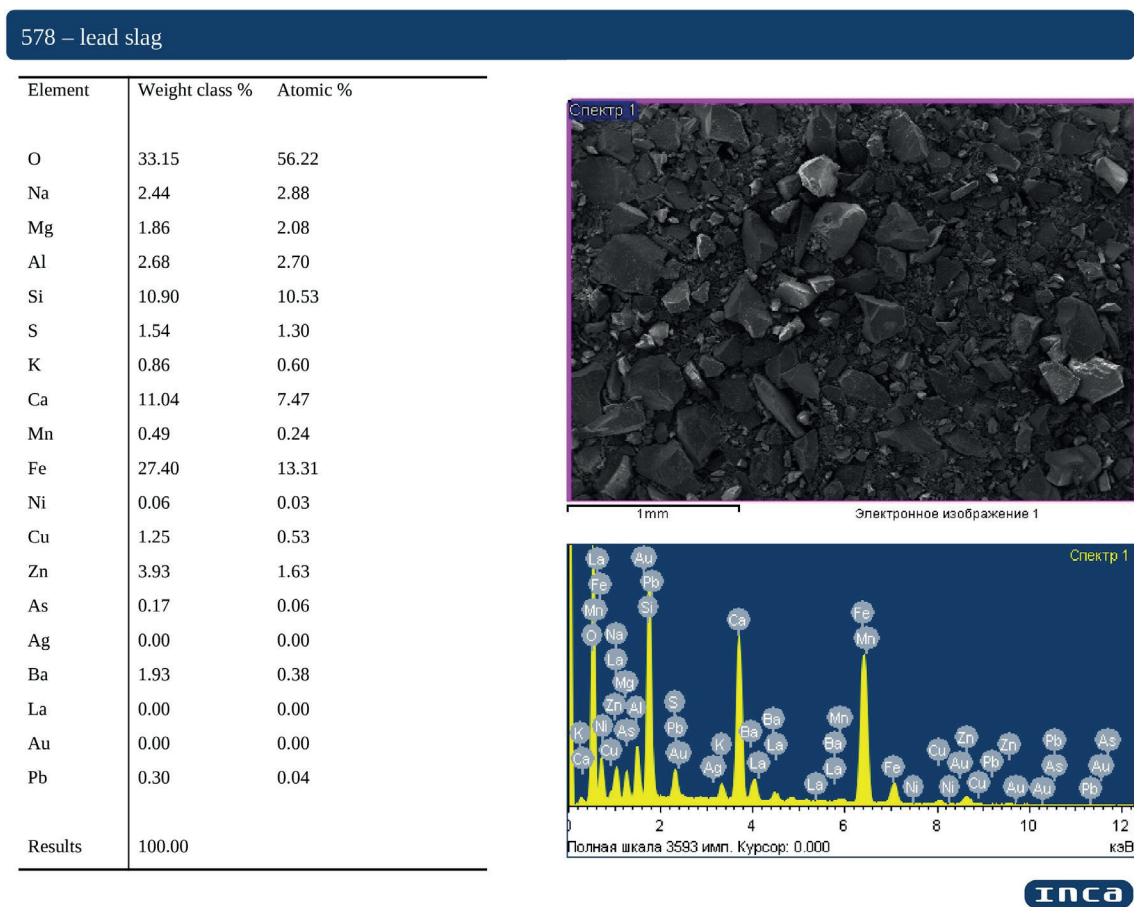 578 – lead slag
Element Weight class % Atomic %
O 33.15 56.22
Na 2.44 2.88
Mg 1.86 2.08
Al 2.68 2.70
Si 10.90 10.53
S 1.54 1.30
K 0.86 0.60
Ca 11.04 7.47
Mn 0.49 0.24
Fe 27.40 13.31
Ni 0.06 0.03
Cu 1.25 0.53
Zn 3.93 1.63
As 0.17 0.06
Ag 0.00 0.00
Ba 1.93 0.38
La 0.00 0.00
Au 0.00 0.00
Pb 0.30 0.04
Results 100.00
Спектр 1
1mm Электронное изображение 1
Спектр 1
La Au
Fe Pb
Mn Si
Ca Fe
O Na Mn
La
Mg
Zn Al S Ba Mn
K Ni As Pb K Ba Ba Cu Zn Zn Pb As
Ca Cu Au Ag La La La Fe Au Pb As Au
La Ni Ni Cu Au Au Pb
0 2 4 6 8 10 12
Полная шкала 3593 имп. Курсор: 0.000 кэВ
INCA